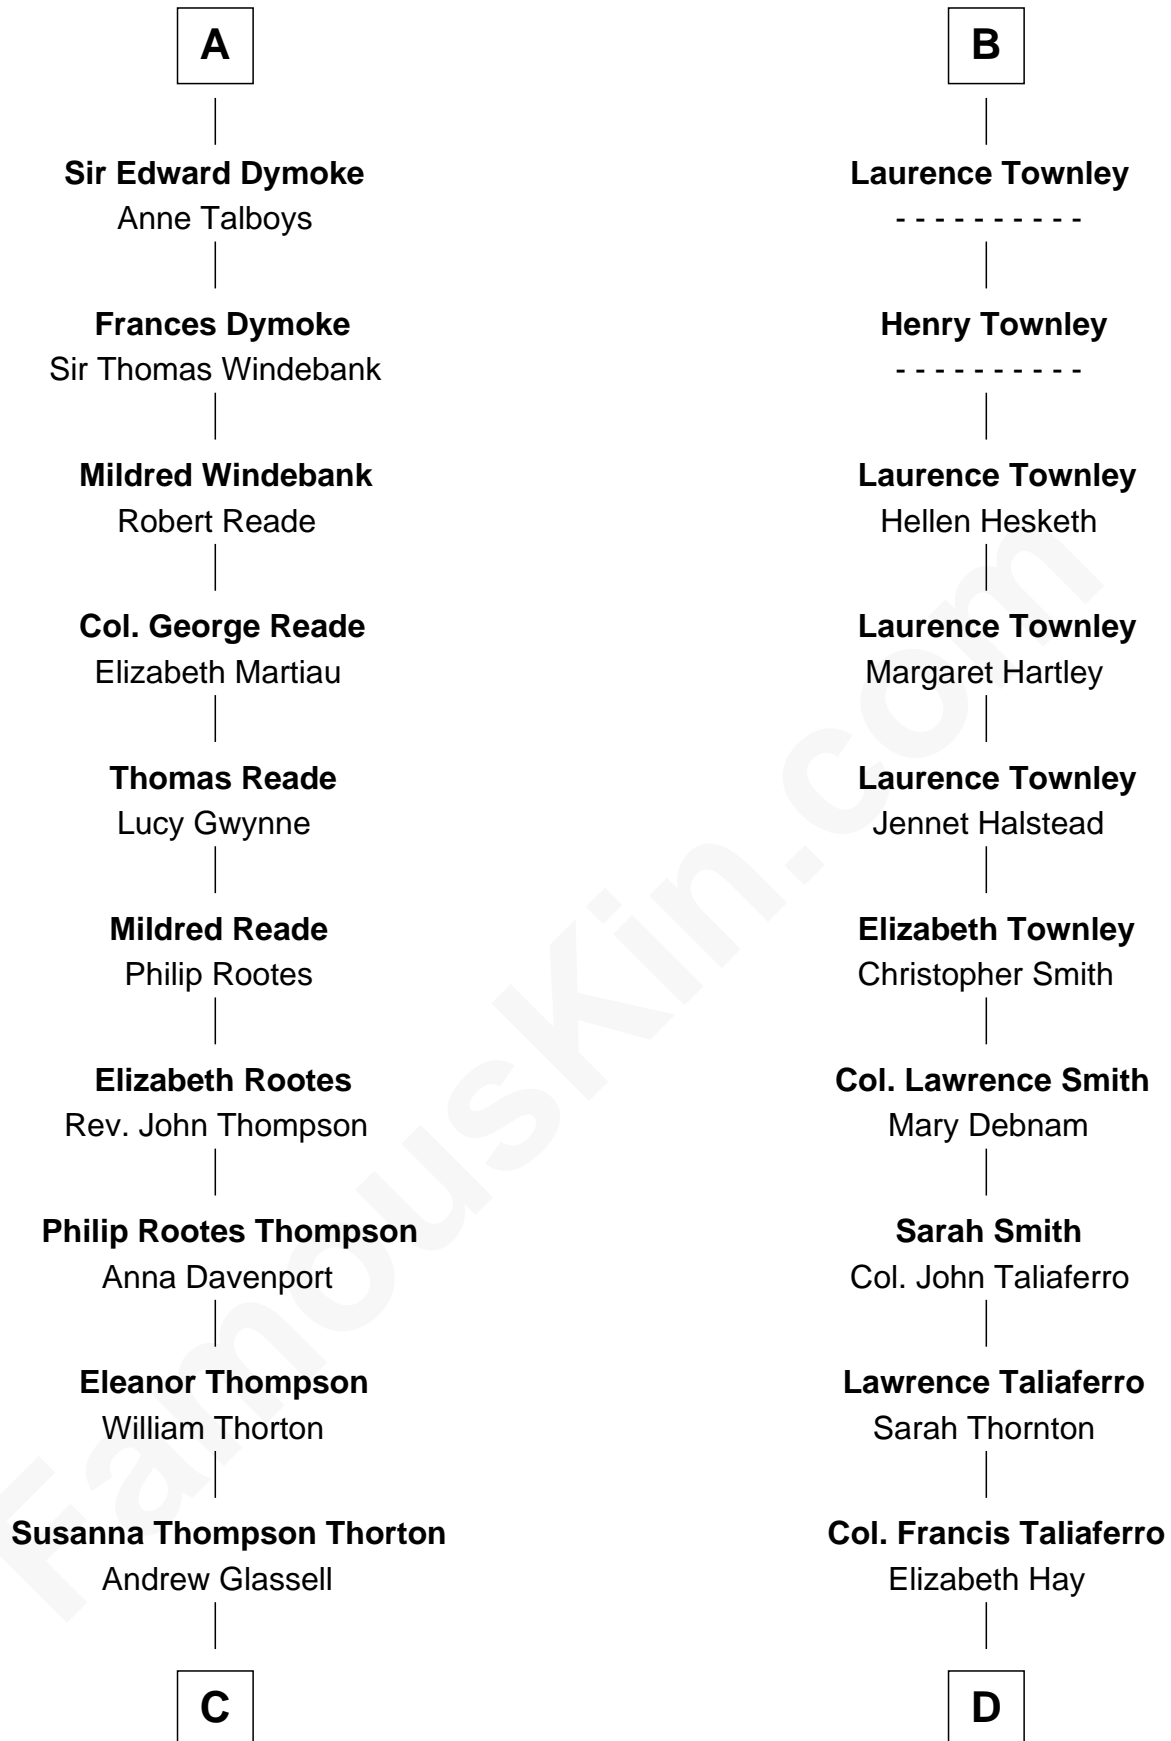 A
Sir Edward Dymoke
Anne Talboys
Frances Dymoke
Sir Thomas Windebank
Mildred Windebank
Robert Reade
Col. George Reade
Elizabeth Martiau
Thomas Reade
Lucy Gwynne
Mildred Reade
Philip Rootes
Elizabeth Rootes
Rev. John Thompson
Philip Rootes Thompson
Anna Davenport
Eleanor Thompson
William Thorton
Susanna Thompson Thorton
Andrew Glassell
C
B
Laurence Townley
- - - - - - - - - -
Henry Townley
- - - - - - - - - -
Laurence Townley
Hellen Hesketh
Laurence Townley
Margaret Hartley
Laurence Townley
Jennet Halstead
Elizabeth Townley
Christopher Smith
Col. Lawrence Smith
Mary Debnam
Sarah Smith
Col. John Taliaferro
Lawrence Taliaferro
Sarah Thornton
Col. Francis Taliaferro
Elizabeth Hay
D
FamousKin.com